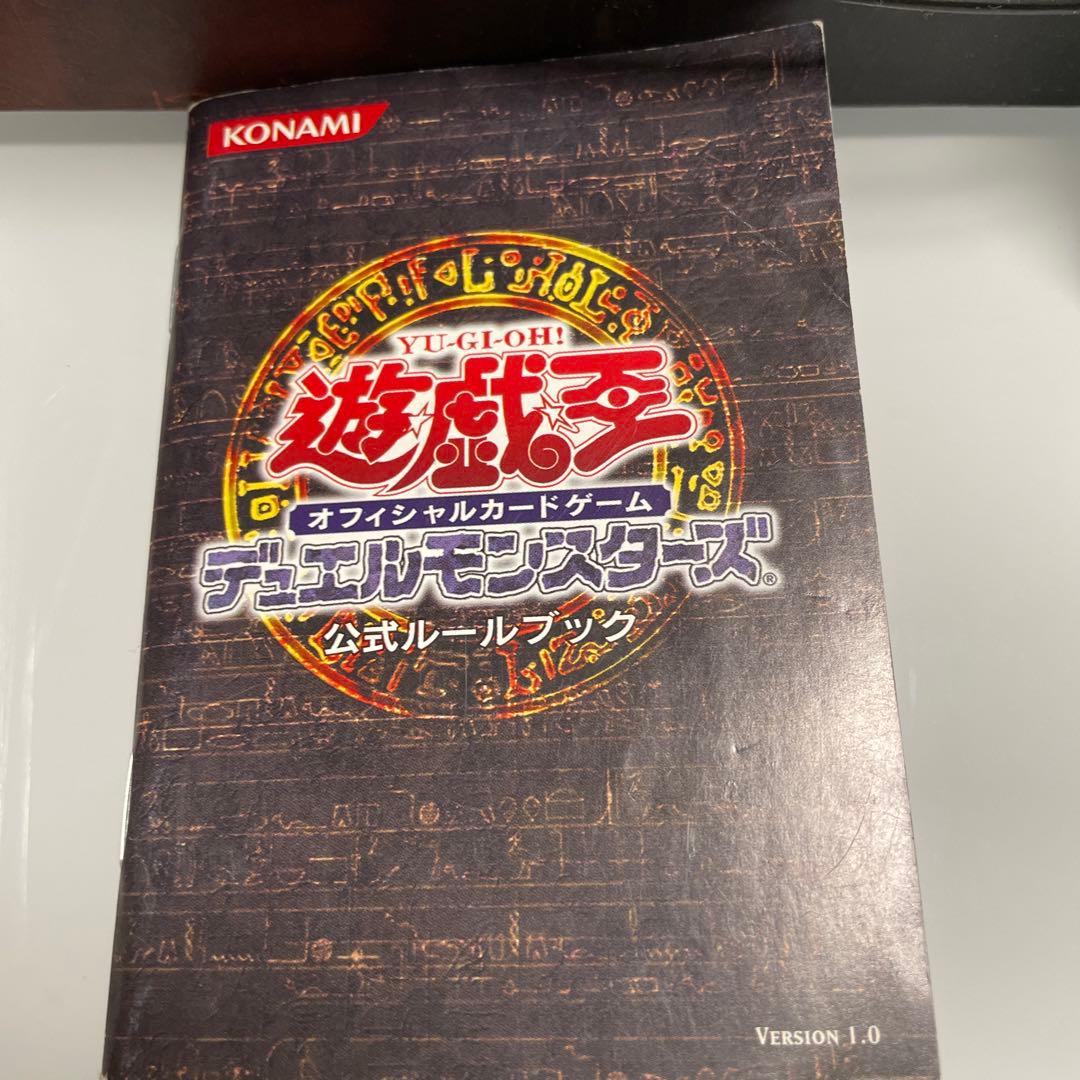 KONAMI
YU-GI-OH!
遊☆戯☆王
オフィシャルカードゲーム
デュエルモンスターズ®
公式ルールブック
VERSION 1.0